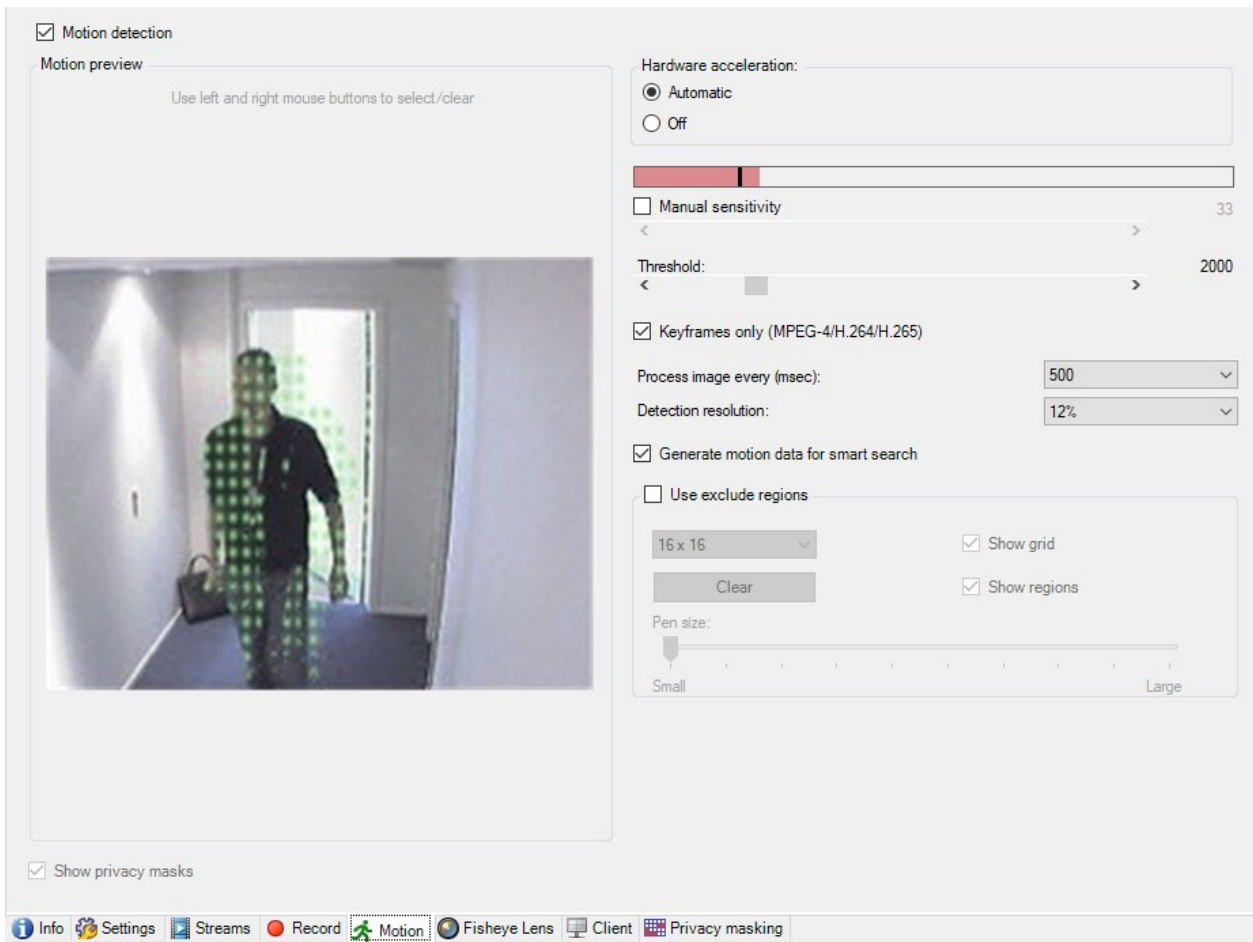 Motion detection
Motion preview
Use left and right mouse buttons to select/clear
Hardware acceleration:
Automatic
Off
Manual sensitivity 33
Threshold: 2000
Keyframes only (MPEG-4/H.264/H.265)
Process image every (msec): 500
Detection resolution: 12%
Generate motion data for smart search
Use exclude regions
16 x 16 Show grid
Clear Show regions
Pen size:
Small Large
Show privacy masks
Info Settings Streams Record Motion Fisheye Lens Client Privacy masking